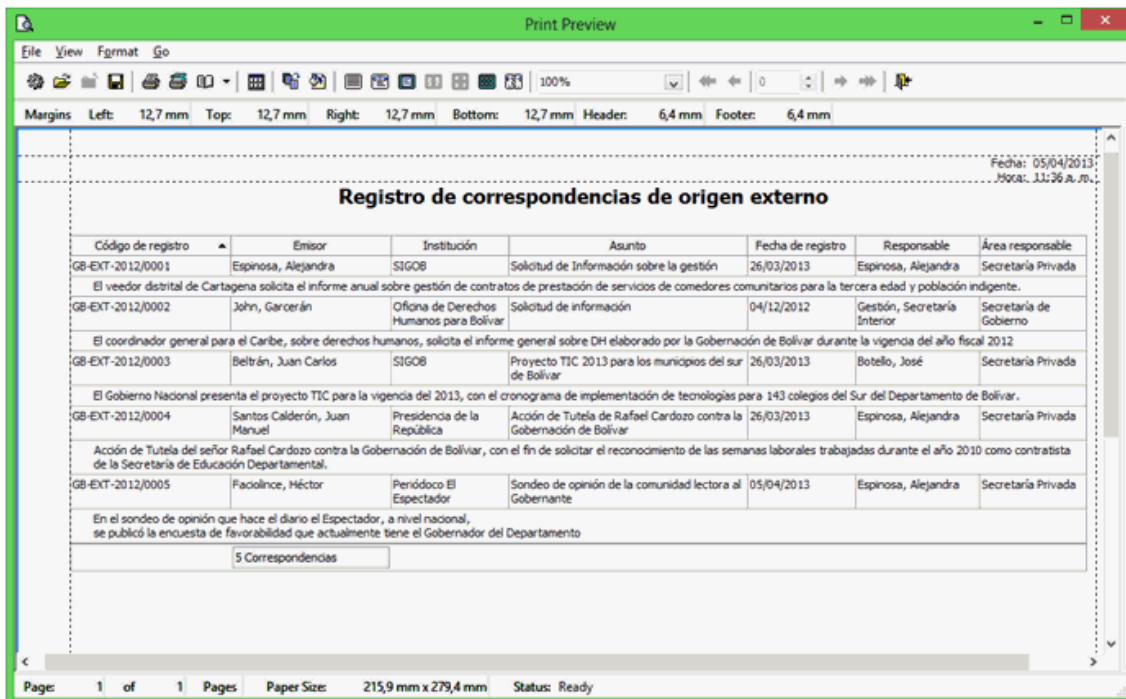 Print Preview
File View Format Go
100% 0
Margins Left: 12,7 mm Top: 12,7 mm Right: 12,7 mm Bottom: 12,7 mm Header: 6,4 mm Footer: 6,4 mm
Fecha: 05/04/2013
Hora: 11:36 a. m.
Registro de correspondencias de origen externo
Código de registro Emisor Institución Asunto Fecha de registro Responsable Área responsable
GB-EXT-2012/0001 Espinosa, Alejandra SIGOB Solicitud de Información sobre la gestión 26/03/2013 Espinosa, Alejandra Secretaría Privada
El veedor distrital de Cartagena solicita el informe anual sobre gestión de contratos de prestación de servicios de comedores comunitarios para la tercera edad y población indigente.
GB-EXT-2012/0002 John, Garcerán Oficina de Derechos Solicitud de información 04/12/2012 Gestión, Secretaría Secretaría de
Humanos para Bolívar Interior Gobierno
El coordinador general para el Caribe, sobre derechos humanos, solicita el informe general sobre DH elaborado por la Gobernación de Bolívar durante la vigencia del año fiscal 2012
GB-EXT-2012/0003 Beltrán, Juan Carlos SIGOB Proyecto TIC 2013 para los municipios del sur 26/03/2013 Botello, José Secretaría Privada
de Bolívar
El Gobierno Nacional presenta el proyecto TIC para la vigencia del 2013, con el cronograma de implementación de tecnologías para 143 colegios del Sur del Departamento de Bolívar.
GB-EXT-2012/0004 Santos Calderón, Juan Presidencia de la Acción de Tutela de Rafael Cardozo contra la 26/03/2013 Espinosa, Alejandra Secretaría Privada
Manuel República Gobernación de Bolívar
Acción de Tutela del señor Rafael Cardozo contra la Gobernación de Bolíviar, con el fin de solicitar el reconocimiento de las semanas laborales trabajadas durante el año 2010 como contratista
de la Secretaría de Educación Departamental.
GB-EXT-2012/0005 Faciolince, Héctor Periódoco El Sondeo de opinión de la comunidad lectora al 05/04/2013 Espinosa, Alejandra Secretaría Privada
Espectador Gobernante
En el sondeo de opinión que hace el diario el Espectador, a nivel nacional,
se publicó la encuesta de favorabilidad que actualmente tiene el Gobernador del Departamento
5 Correspondencias
Page: 1 of 1 Pages Paper Size: 215,9 mm x 279,4 mm Status: Ready